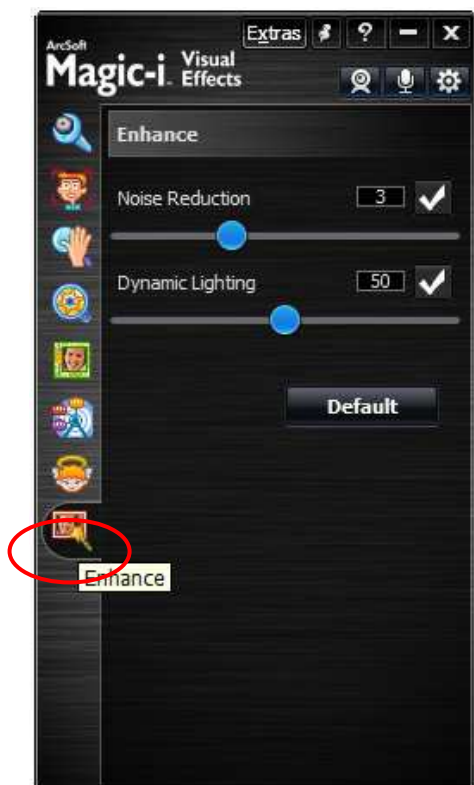 Extras ? – x
ArcSoft
Magic-i. Visual
Effects
Enhance
Noise Reduction 3
Dynamic Lighting 50
Default
Enhance